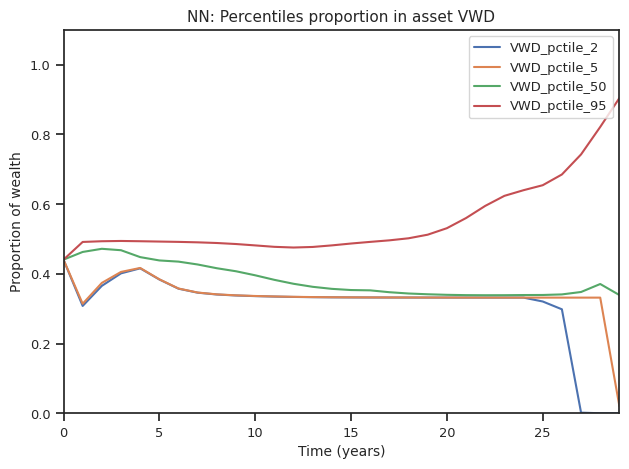 NN: Percentiles proportion in asset VWD
VWD_pctile_2
VWD_pctile_5
VWD_pctile_50
VWD_pctile_95
Proportion of wealth
1.0
0.8
0.6
0.4
0.2
0.0
0 5 10 15 20 25
Time (years)